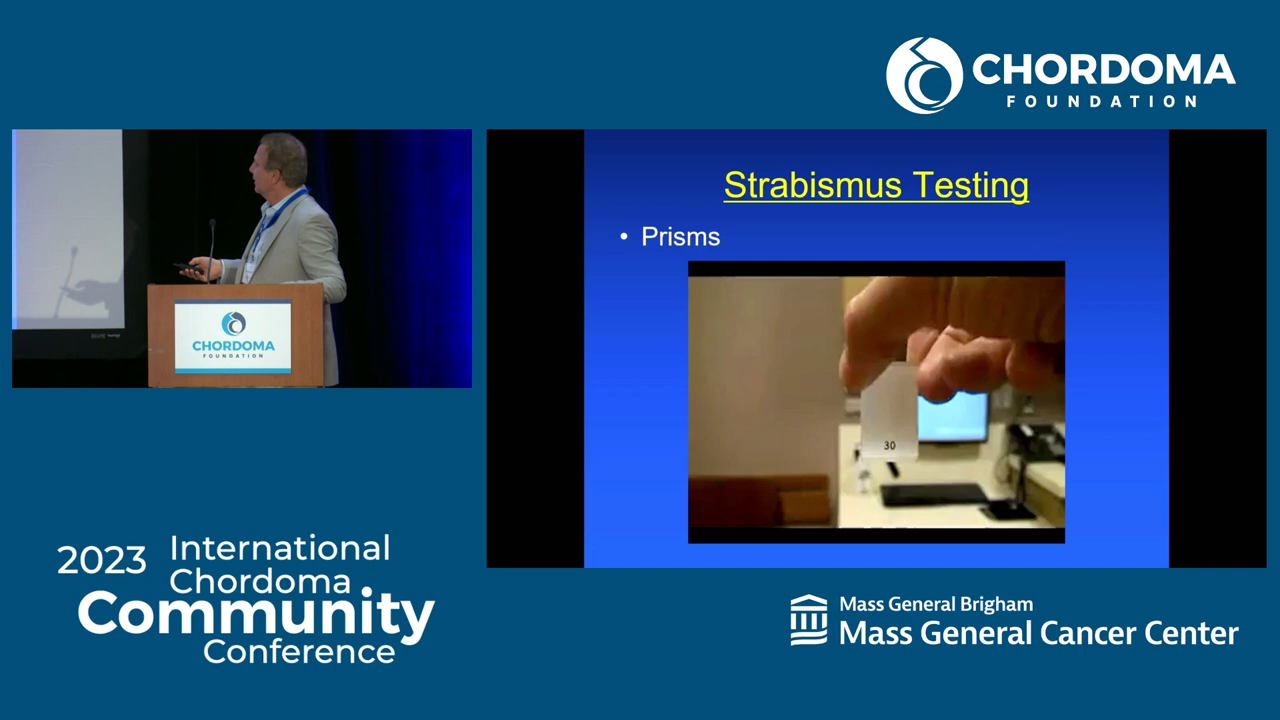 CHORDOMA
FOUNDATION
CHORDOMA
FOUNDATION
Strabismus Testing
• Prisms
30
2023 International
Chordoma
Community
Conference
Mass General Brigham
Mass General Cancer Center